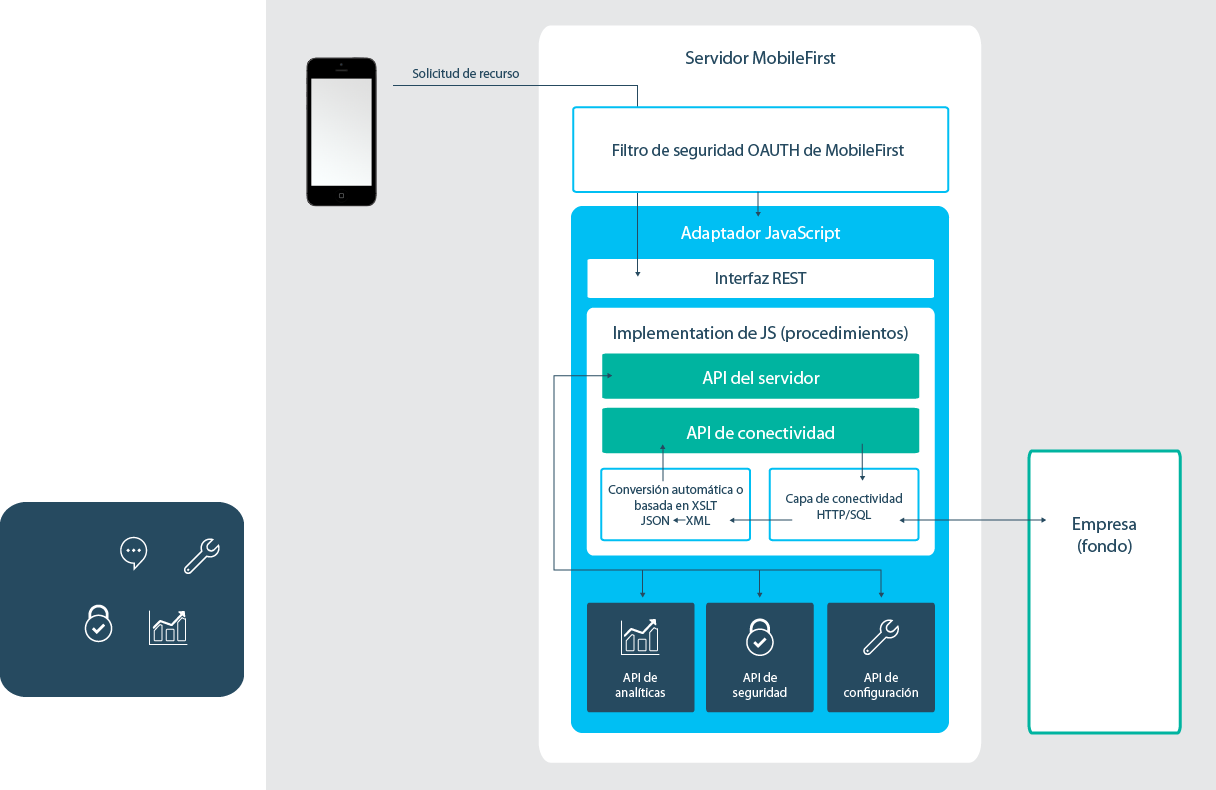 Servidor MobileFirst
Solicitud de recurso
Filtro de seguridad OAUTH de MobileFirst
Adaptador JavaScript
Interfaz REST
Implementation de JS (procedimientos)
API del servidor
API de conectividad
Conversión automática o
basada en XSLT
JSON XML
Capa de conectividad
HTTP/SQL
Empresa
(fondo)
API de
analíticas
API de
seguridad
API de
configuración